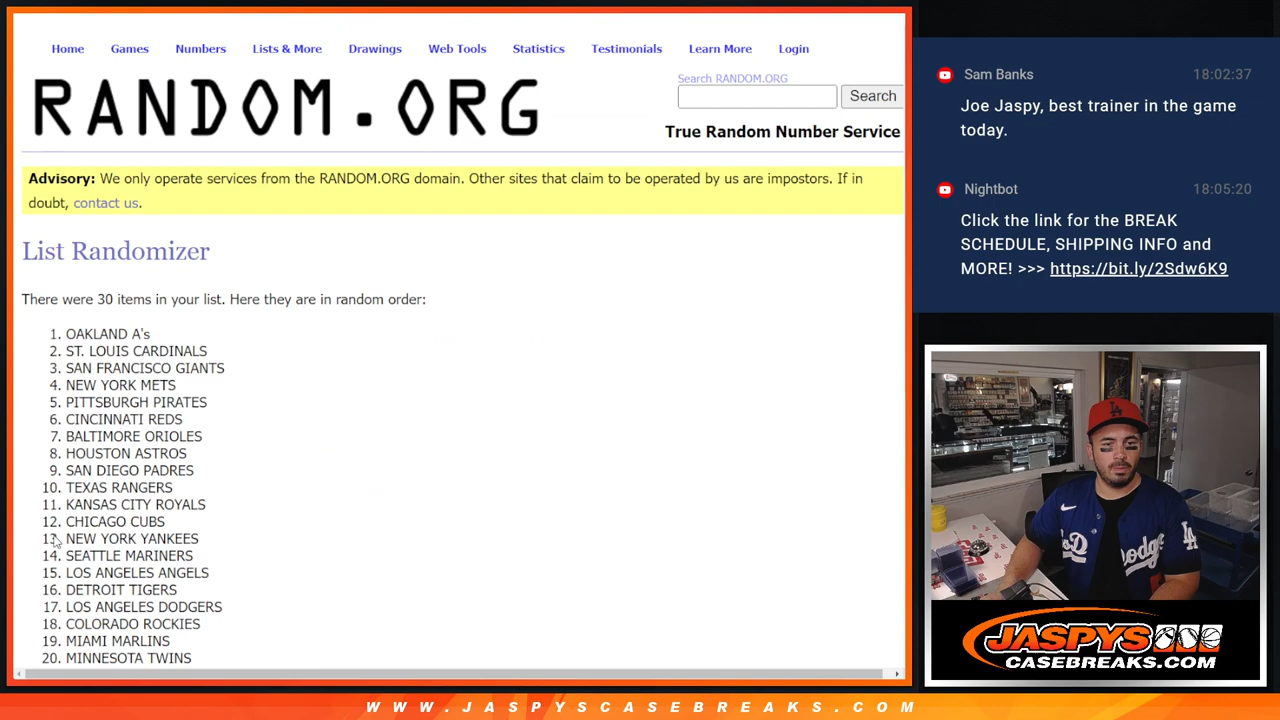 Home Games Numbers Lists & More Drawings Web Tools Statistics Testimonials Learn More Login
RANDOM.ORG
Search RANDOM.ORG
Search
True Random Number Service
Advisory: We only operate services from the RANDOM.ORG domain. Other sites that claim to be operated by us are impostors. If in
doubt, contact us.
List Randomizer
There were 30 items in your list. Here they are in random order:
1. OAKLAND A's
2. ST. LOUIS CARDINALS
3. SAN FRANCISCO GIANTS
4. NEW YORK METS
5. PITTSBURGH PIRATES
6. CINCINNATI REDS
7. BALTIMORE ORIOLES
8. HOUSTON ASTROS
9. SAN DIEGO PADRES
10. TEXAS RANGERS
11. KANSAS CITY ROYALS
12. CHICAGO CUBS
13. NEW YORK YANKEES
14. SEATTLE MARINERS
15. LOS ANGELES ANGELS
16. DETROIT TIGERS
17. LOS ANGELES DODGERS
18. COLORADO ROCKIES
19. MIAMI MARLINS
20. MINNESOTA TWINS
Sam Banks 18:02:37
Joe Jaspy, best trainer in the game
today.
Nightbot 18:05:20
Click the link for the BREAK
SCHEDULE, SHIPPING INFO and
MORE! >>> https://bit.ly/2Sdw6K9
LA
Dodgers
LA
JASPYS
CASEBREAKS.COM
WWW.JASPYSCASEBREAKS.COM